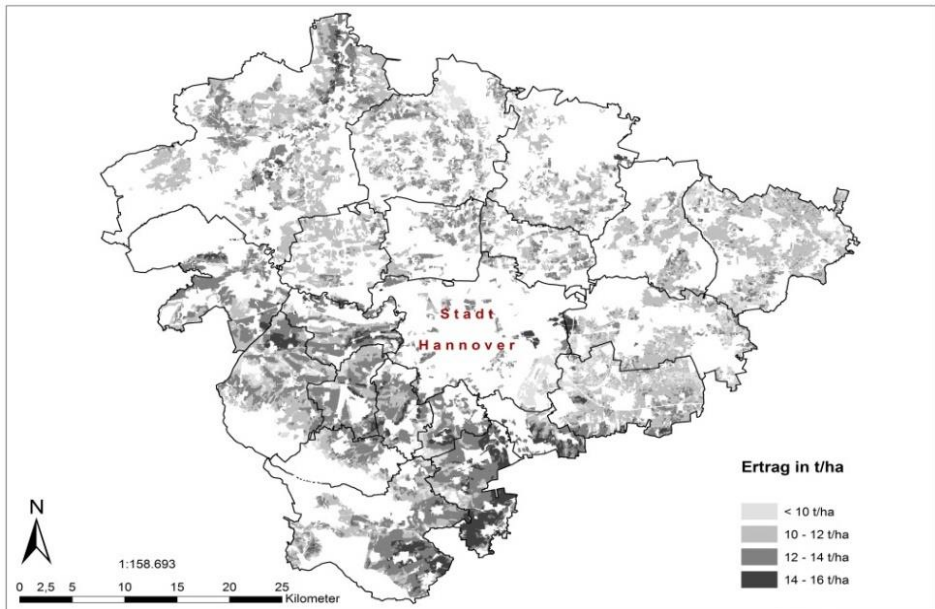 Stadt
Hannover
Ertrag in t/ha
< 10 t/ha
10 - 12 t/ha
12 - 14 t/ha
14 - 16 t/ha
N
1:158.693
0 2,5 5 10 15 20 25
Kilometer